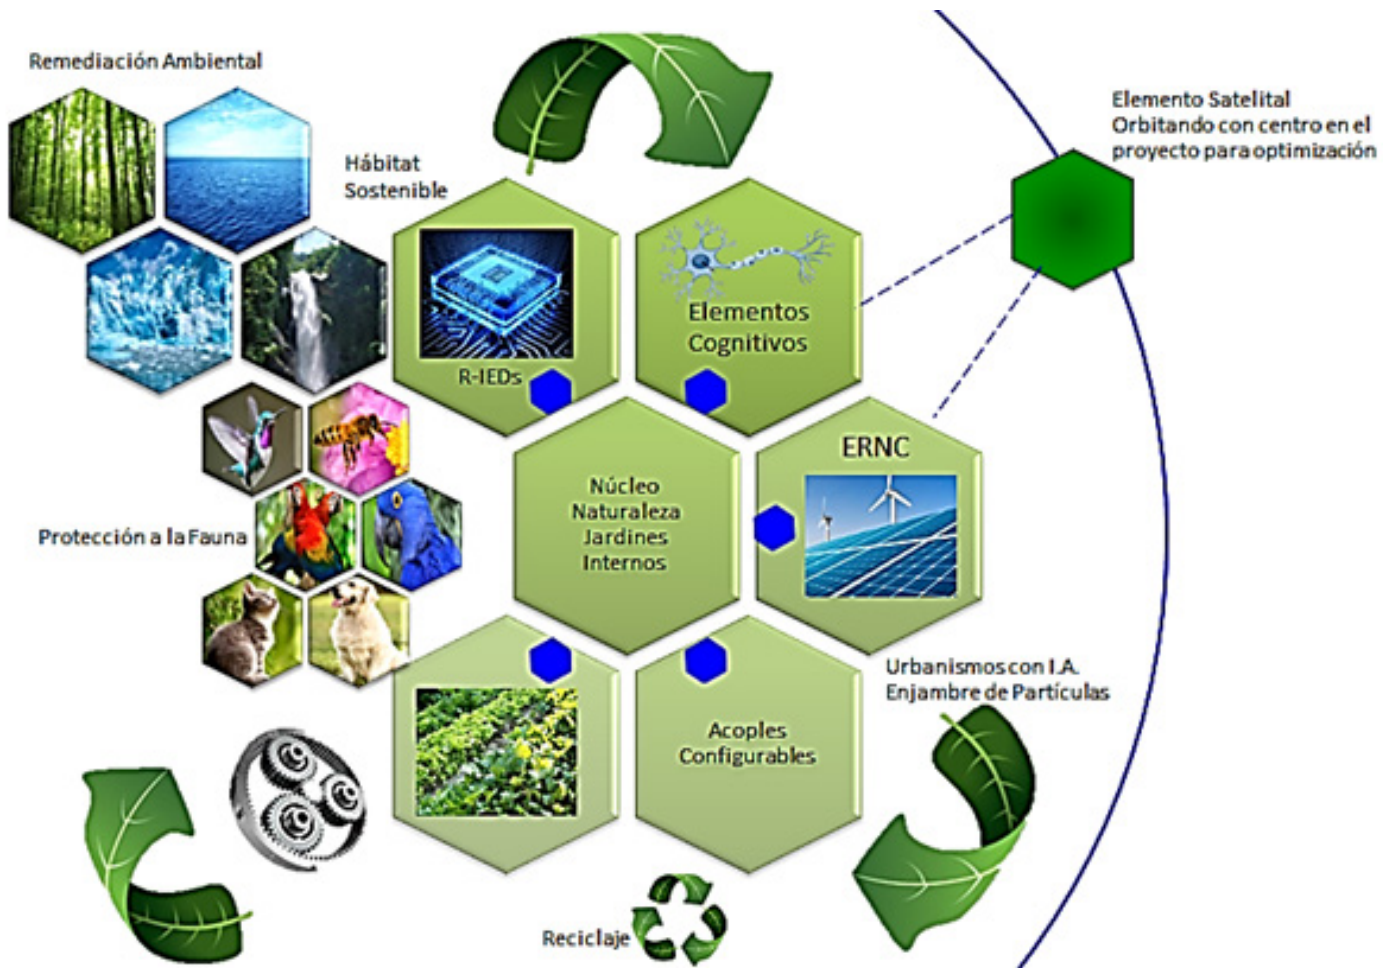 Remediación Ambiental
Elemento Satelital
Orbitando con centro en el
proyecto para optimización
Hábitat
Sostenible
R-IEDs
Elementos
Cognitivos
ERNC
Núcleo
Naturaleza
Jardines
Internos
Protección a la Fauna
Urbanismos con I.A.
Enjambre de Partículas
Acoples
Configurables
Reciclaje